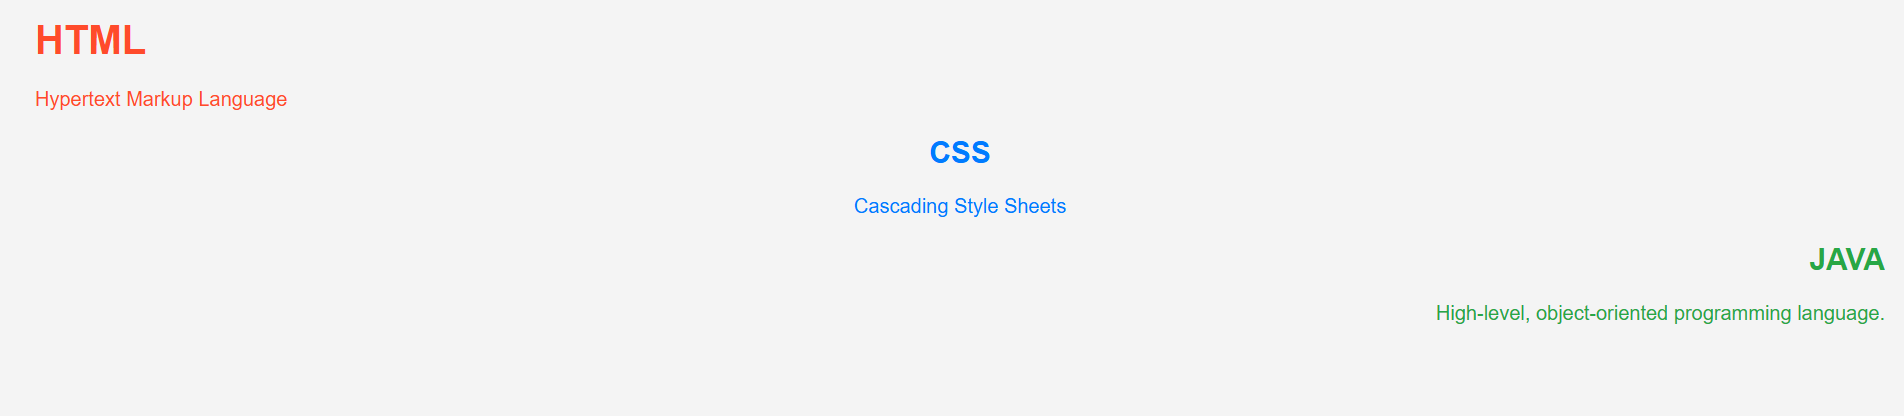 HTML
Hypertext Markup Language
CSS
Cascading Style Sheets
JAVA
High-level, object-oriented programming language.